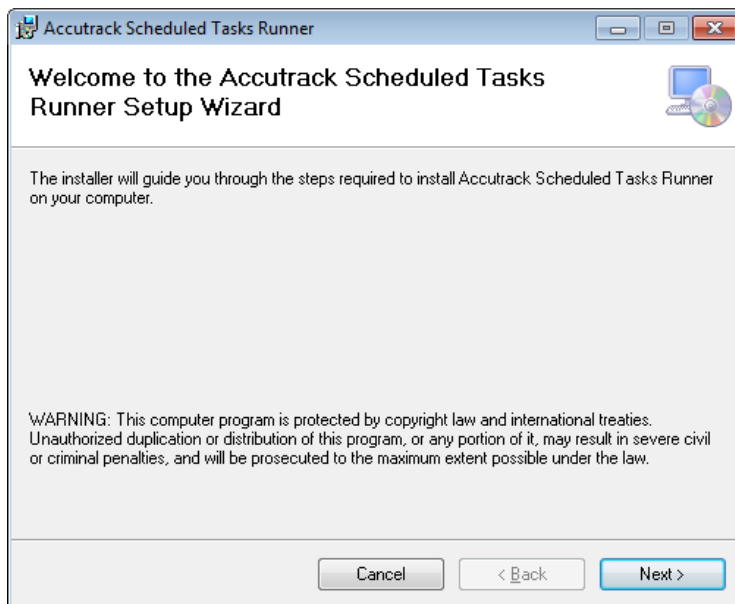 Accutrack Scheduled Tasks Runner
Welcome to the Accutrack Scheduled Tasks
Runner Setup Wizard
The installer will guide you through the steps required to install Accutrack Scheduled Tasks Runner
on your computer.
WARNING: This computer program is protected by copyright law and international treaties.
Unauthorized duplication or distribution of this program, or any portion of it, may result in severe civil
or criminal penalties, and will be prosecuted to the maximum extent possible under the law.
Cancel < Back Next >